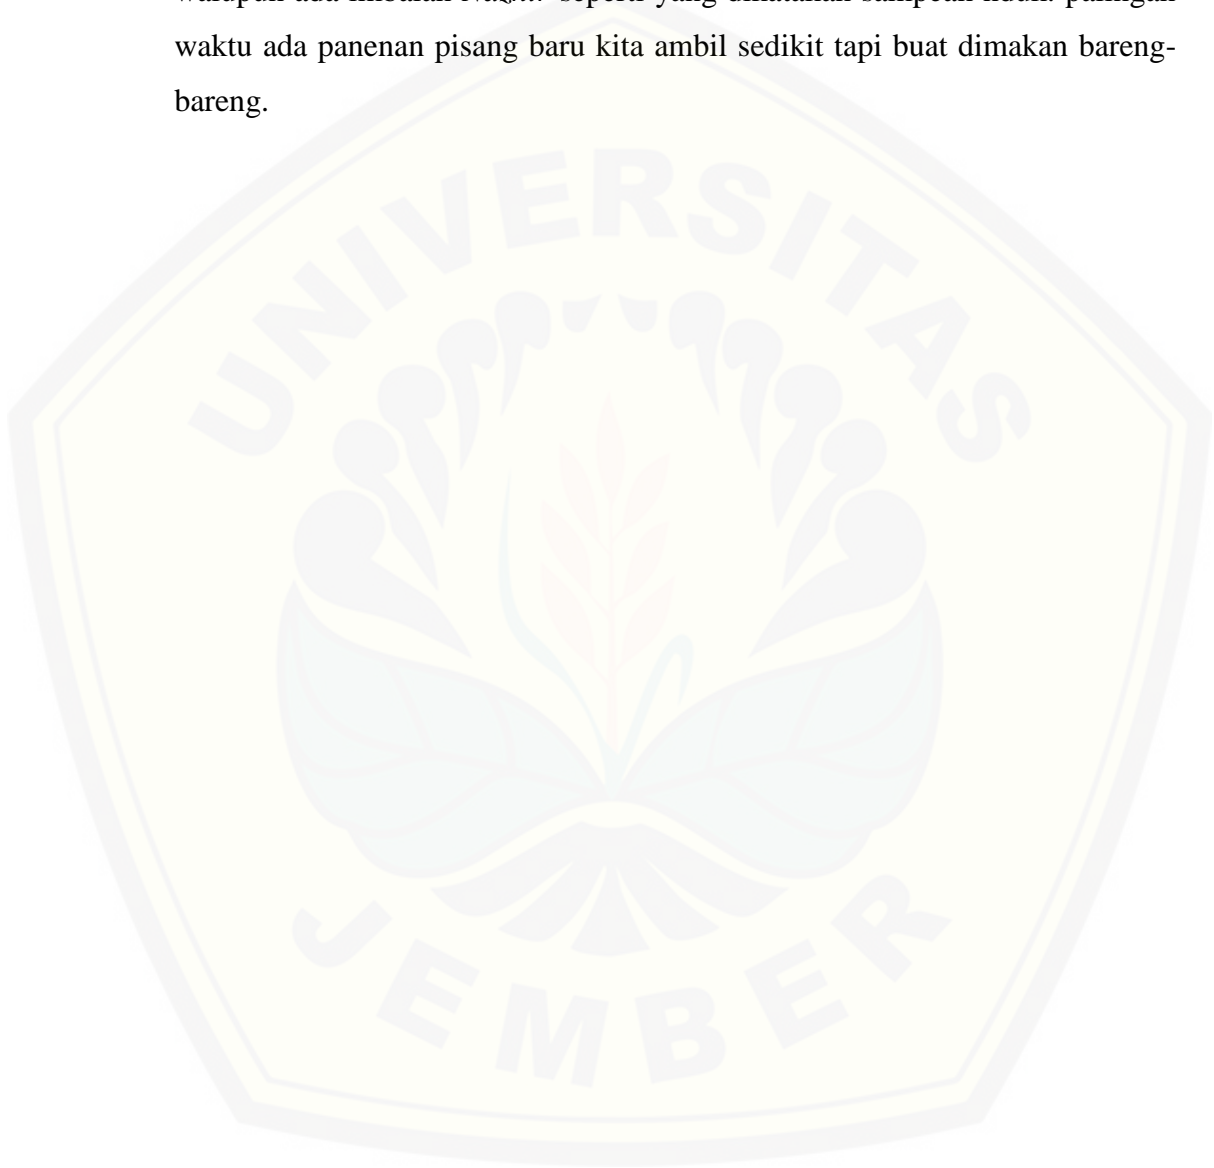 waktu ada panenan pisang baru kita ambil sedikit tapi buat dimakan bareng-
bareng.
UNIVERSITAS
JEMBER